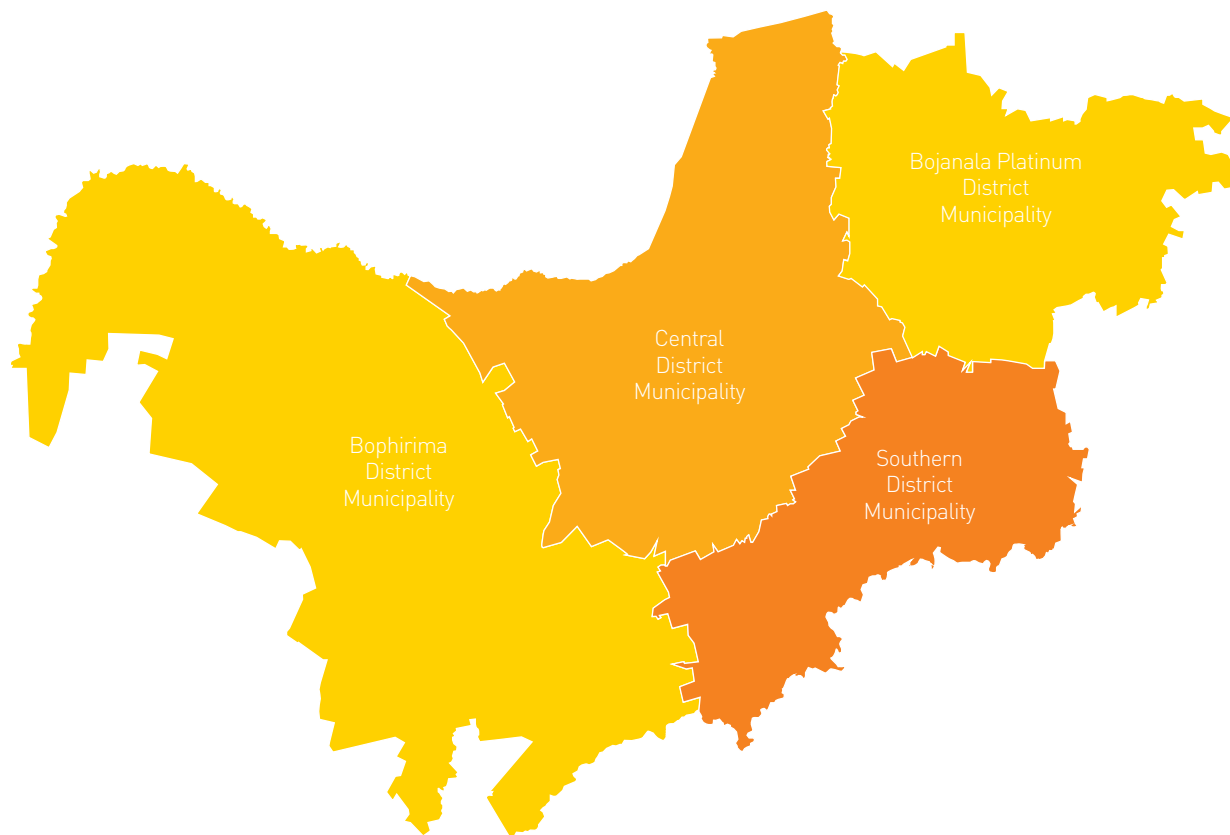 Bojanala Platinum
District
Municipality
Central
District
Municipality
Bophirima
District
Municipality
Southern
District
Municipality